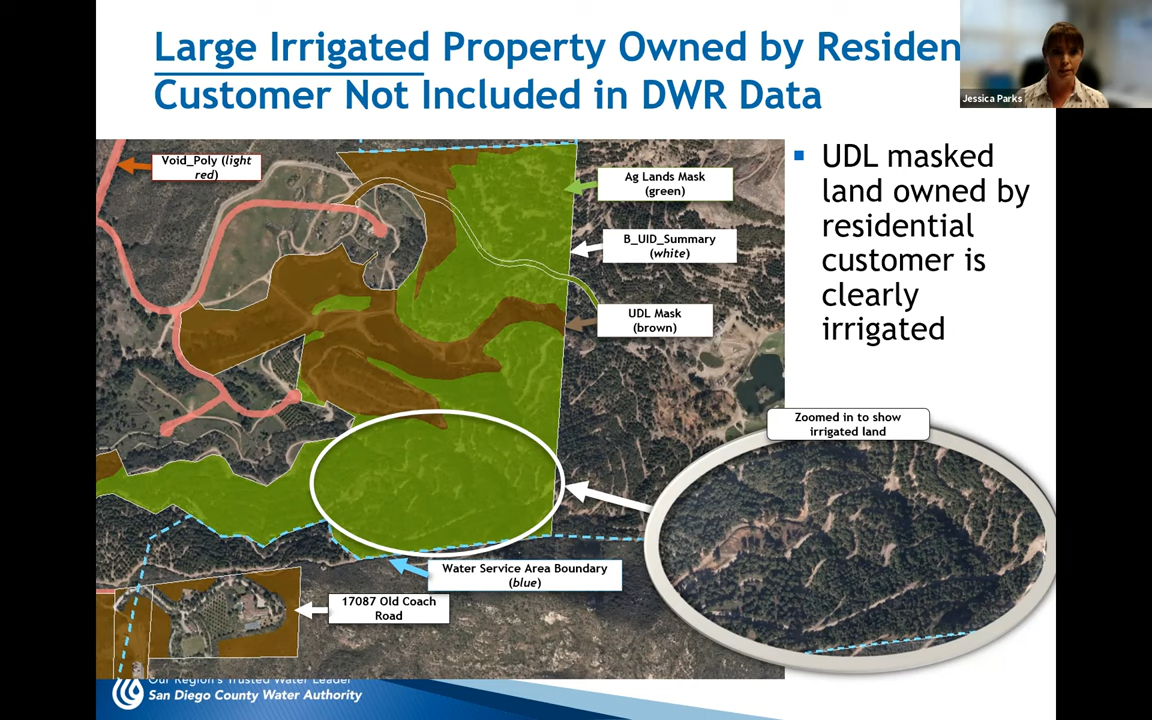 Large Irrigated Property Owned by Residen
Customer Not Included in DWR Data
Jessica Parks
Void_Poly (light
red)
Ag Lands Mask
(green)
B_UID_Summary
(white)
UDL Mask
(brown)
UDL masked
land owned by
residential
customer is
clearly
irrigated
Zoomed in to show
irrigated land
Water Service Area Boundary
(blue)
17087 Old Coach
Road
Our Region's Trusted Water Leader
San Diego County Water Authority